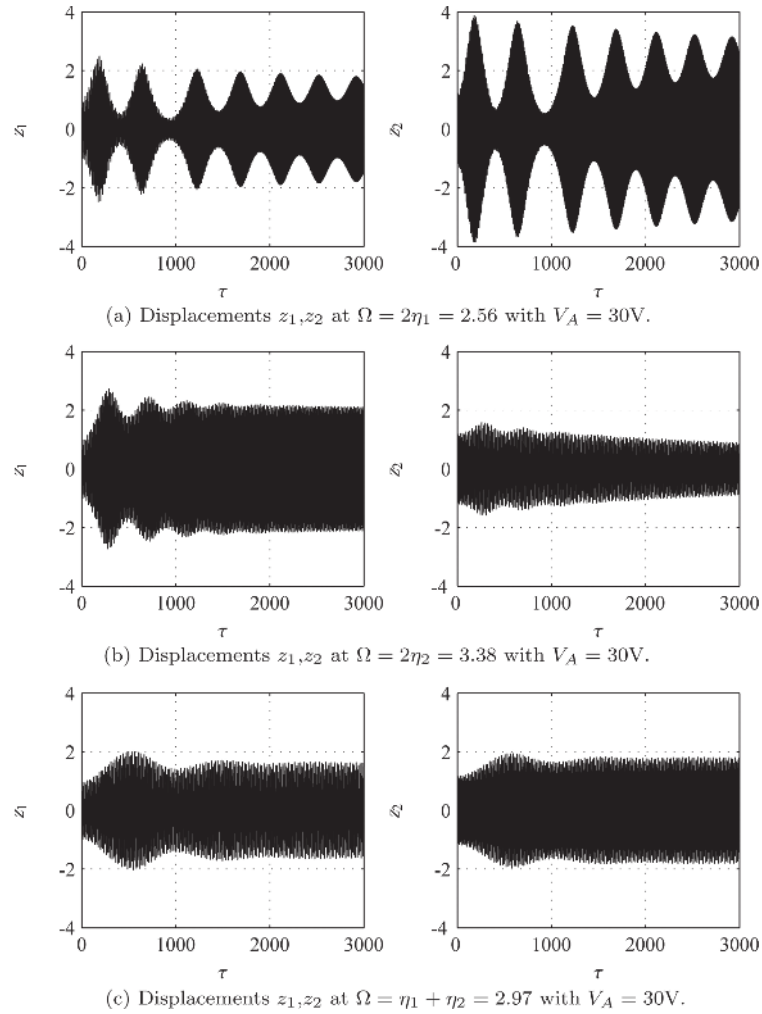 4
2
0
-2
-4
z1
0 1000 2000 3000
τ
4
2
0
-2
-4
z2
0 1000 2000 3000
τ
(a) Displacements z1,z2 at Ω = 2η1 = 2.56 with VA = 30V.
4
2
0
-2
-4
z1
0 1000 2000 3000
τ
4
2
0
-2
-4
z2
0 1000 2000 3000
τ
(b) Displacements z1,z2 at Ω = 2η2 = 3.38 with VA = 30V.
4
2
0
-2
-4
z1
0 1000 2000 3000
τ
4
2
0
-2
-4
z2
0 1000 2000 3000
τ
(c) Displacements z1,z2 at Ω = η1 + η2 = 2.97 with VA = 30V.